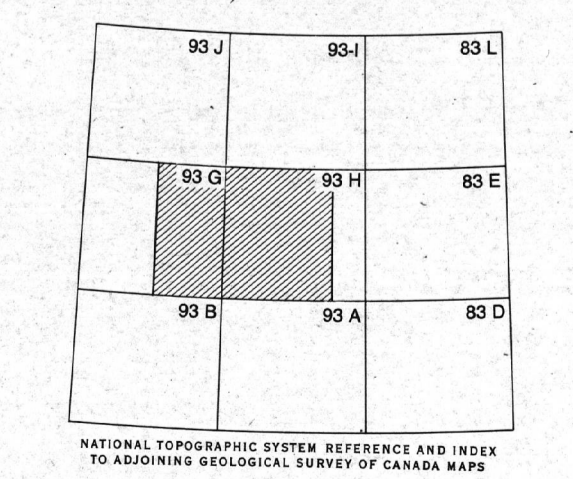 93 J 93-I 83 L
93 G 93 H 83 E
93 B 93 A 83 D
NATIONAL TOPOGRAPHIC SYSTEM REFERENCE AND INDEX
TO ADJOINING GEOLOGICAL SURVEY OF CANADA MAPS